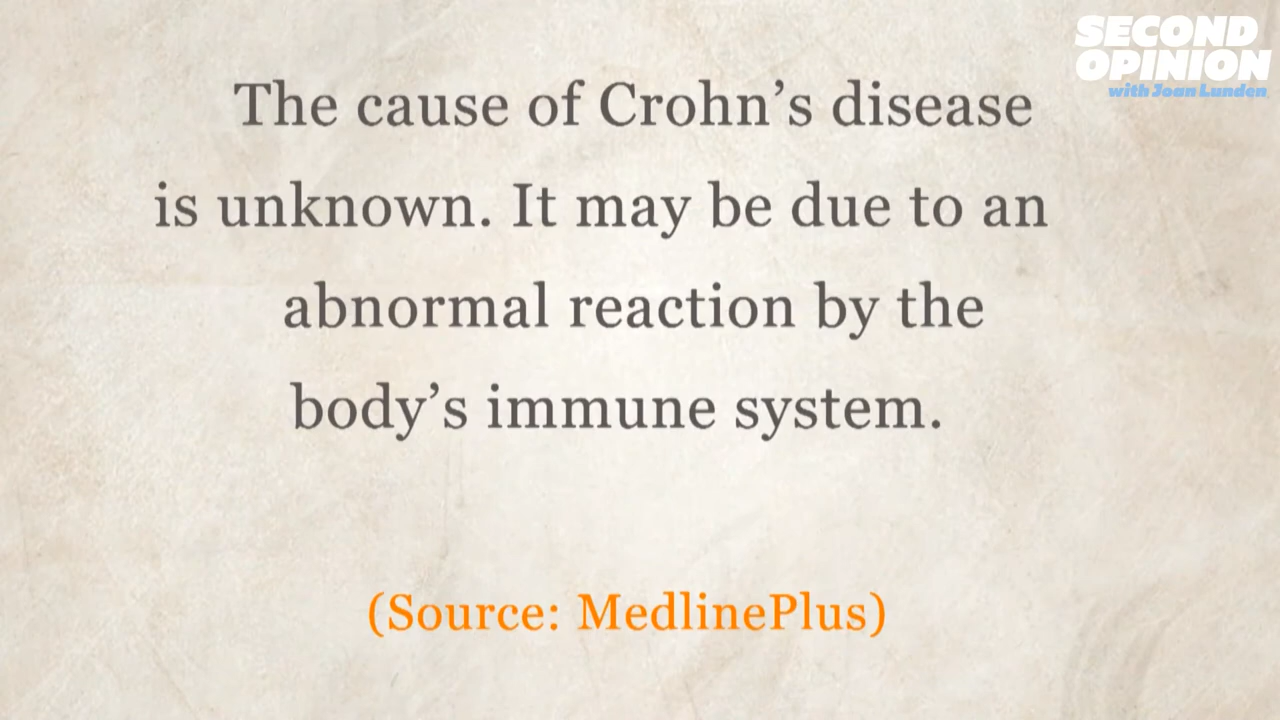 SECOND
OPINION
with Joan Lunden
The cause of Crohn’s disease
is unknown. It may be due to an
abnormal reaction by the
body’s immune system.
(Source: MedlinePlus)